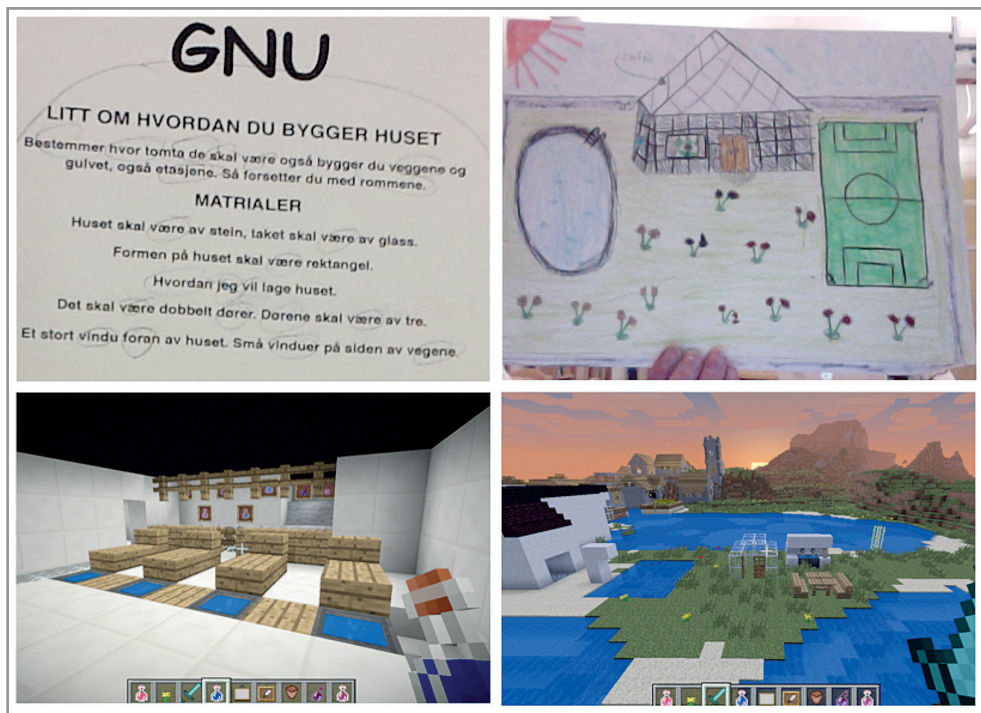 GNU
LITT OM HVORDAN DU BYGGER HUSET
Bestemmer hvor tomta de skal være også bygger du veggene og
gulvet, også etasjene. Så forsetter du med rommene.
MATRIALER
Huset skal være av stein, taket skal være av glass.
Formen på huset skal være rektangel.
Hvordan jeg vil lage huset.
Det skal være dobbelt dører. Dørene skal være av tre.
Et stort vindu foran av huset. Små vinduer på siden av vegene.
Glas